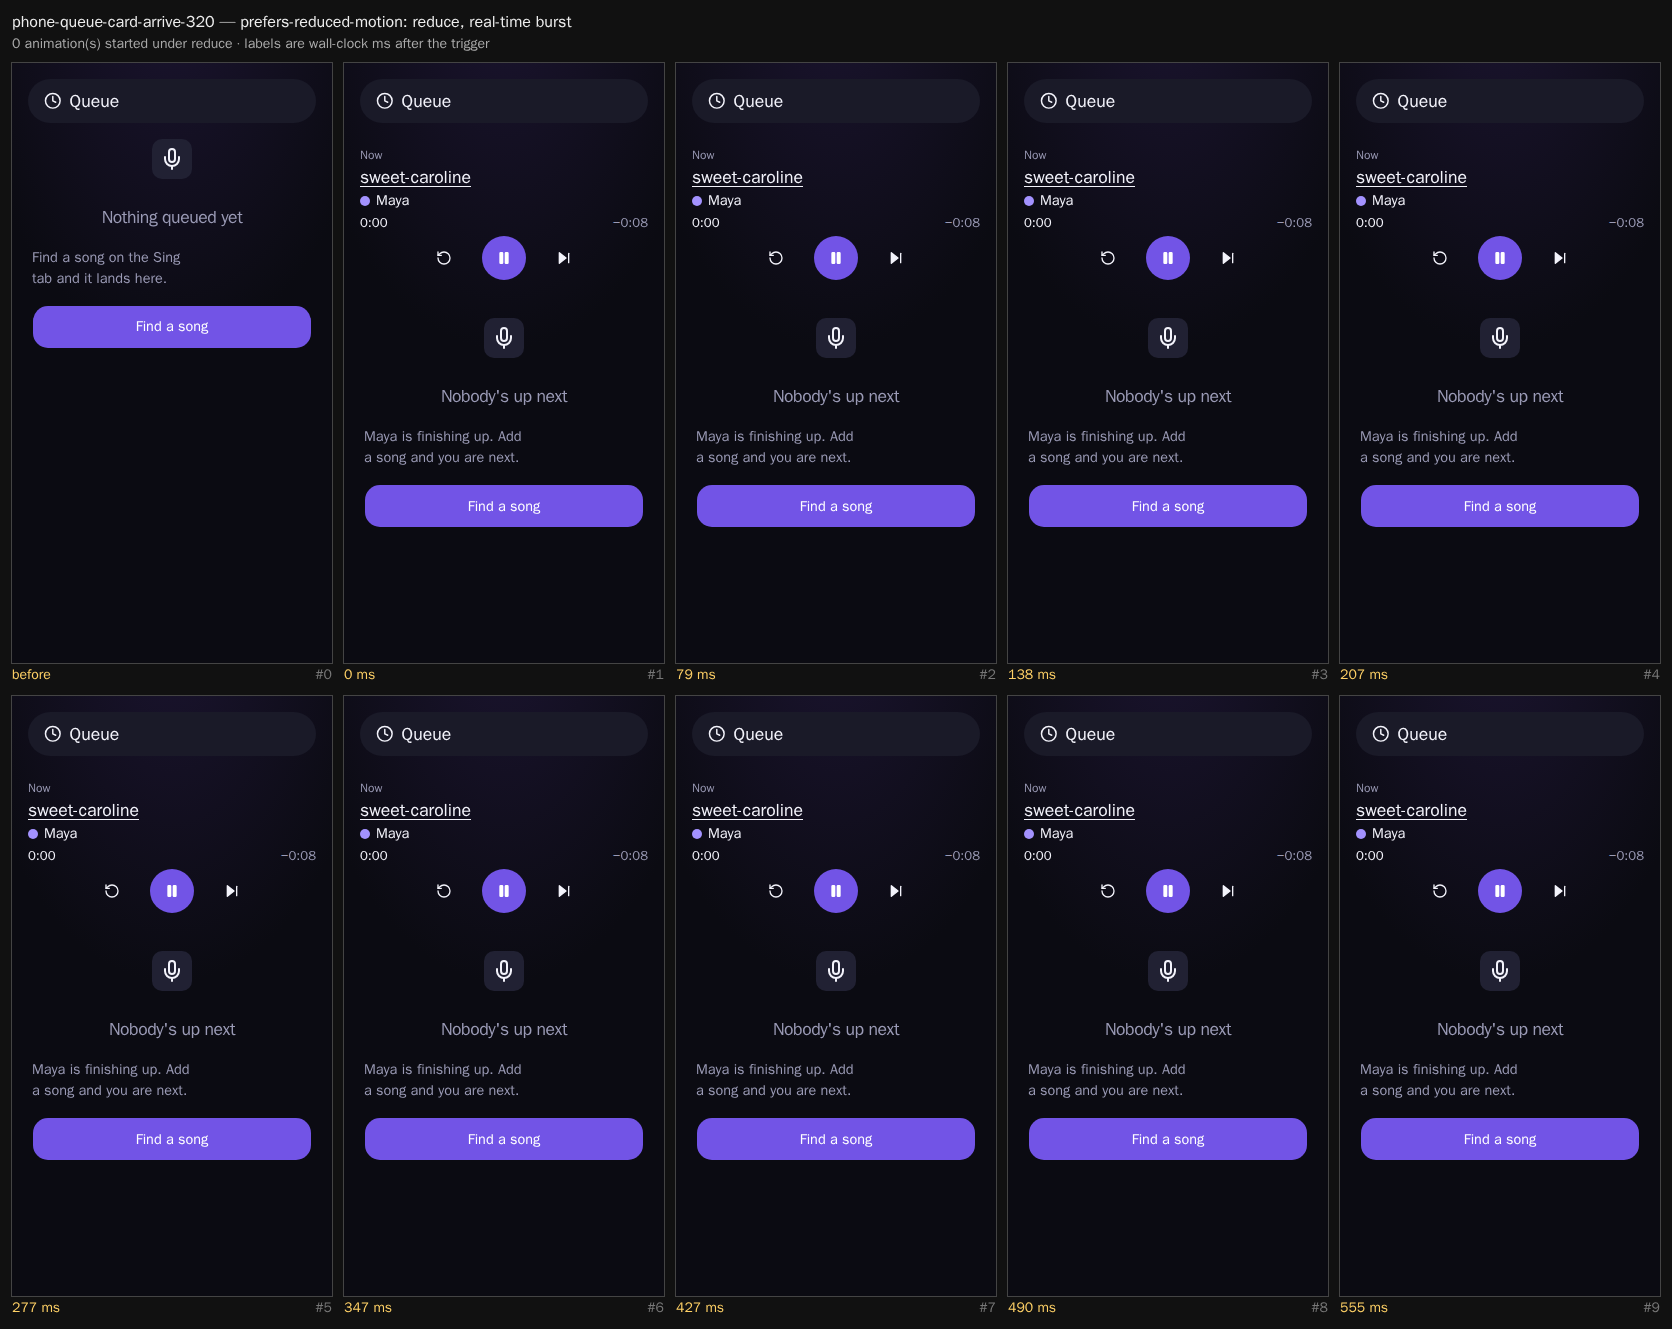 phone-queue-card-arrive-320 — prefers-reduced-motion: reduce, real-time burst
0 animation(s) started under reduce · labels are wall-clock ms after the trigger
Queue
Nothing queued yet
Find a song on the Sing
tab and it lands here.
Find a song
before #0
Queue
Now
sweet-caroline
Maya
0:00 −0:08
Nobody's up next
Maya is finishing up. Add
a song and you are next.
Find a song
0 ms #1
Queue
Now
sweet-caroline
Maya
0:00 −0:08
Nobody's up next
Maya is finishing up. Add
a song and you are next.
Find a song
79 ms #2
Queue
Now
sweet-caroline
Maya
0:00 −0:08
Nobody's up next
Maya is finishing up. Add
a song and you are next.
Find a song
138 ms #3
Queue
Now
sweet-caroline
Maya
0:00 −0:08
Nobody's up next
Maya is finishing up. Add
a song and you are next.
Find a song
207 ms #4
Queue
Now
sweet-caroline
Maya
0:00 −0:08
Nobody's up next
Maya is finishing up. Add
a song and you are next.
Find a song
277 ms #5
Queue
Now
sweet-caroline
Maya
0:00 −0:08
Nobody's up next
Maya is finishing up. Add
a song and you are next.
Find a song
347 ms #6
Queue
Now
sweet-caroline
Maya
0:00 −0:08
Nobody's up next
Maya is finishing up. Add
a song and you are next.
Find a song
427 ms #7
Queue
Now
sweet-caroline
Maya
0:00 −0:08
Nobody's up next
Maya is finishing up. Add
a song and you are next.
Find a song
490 ms #8
Queue
Now
sweet-caroline
Maya
0:00 −0:08
Nobody's up next
Maya is finishing up. Add
a song and you are next.
Find a song
555 ms #9